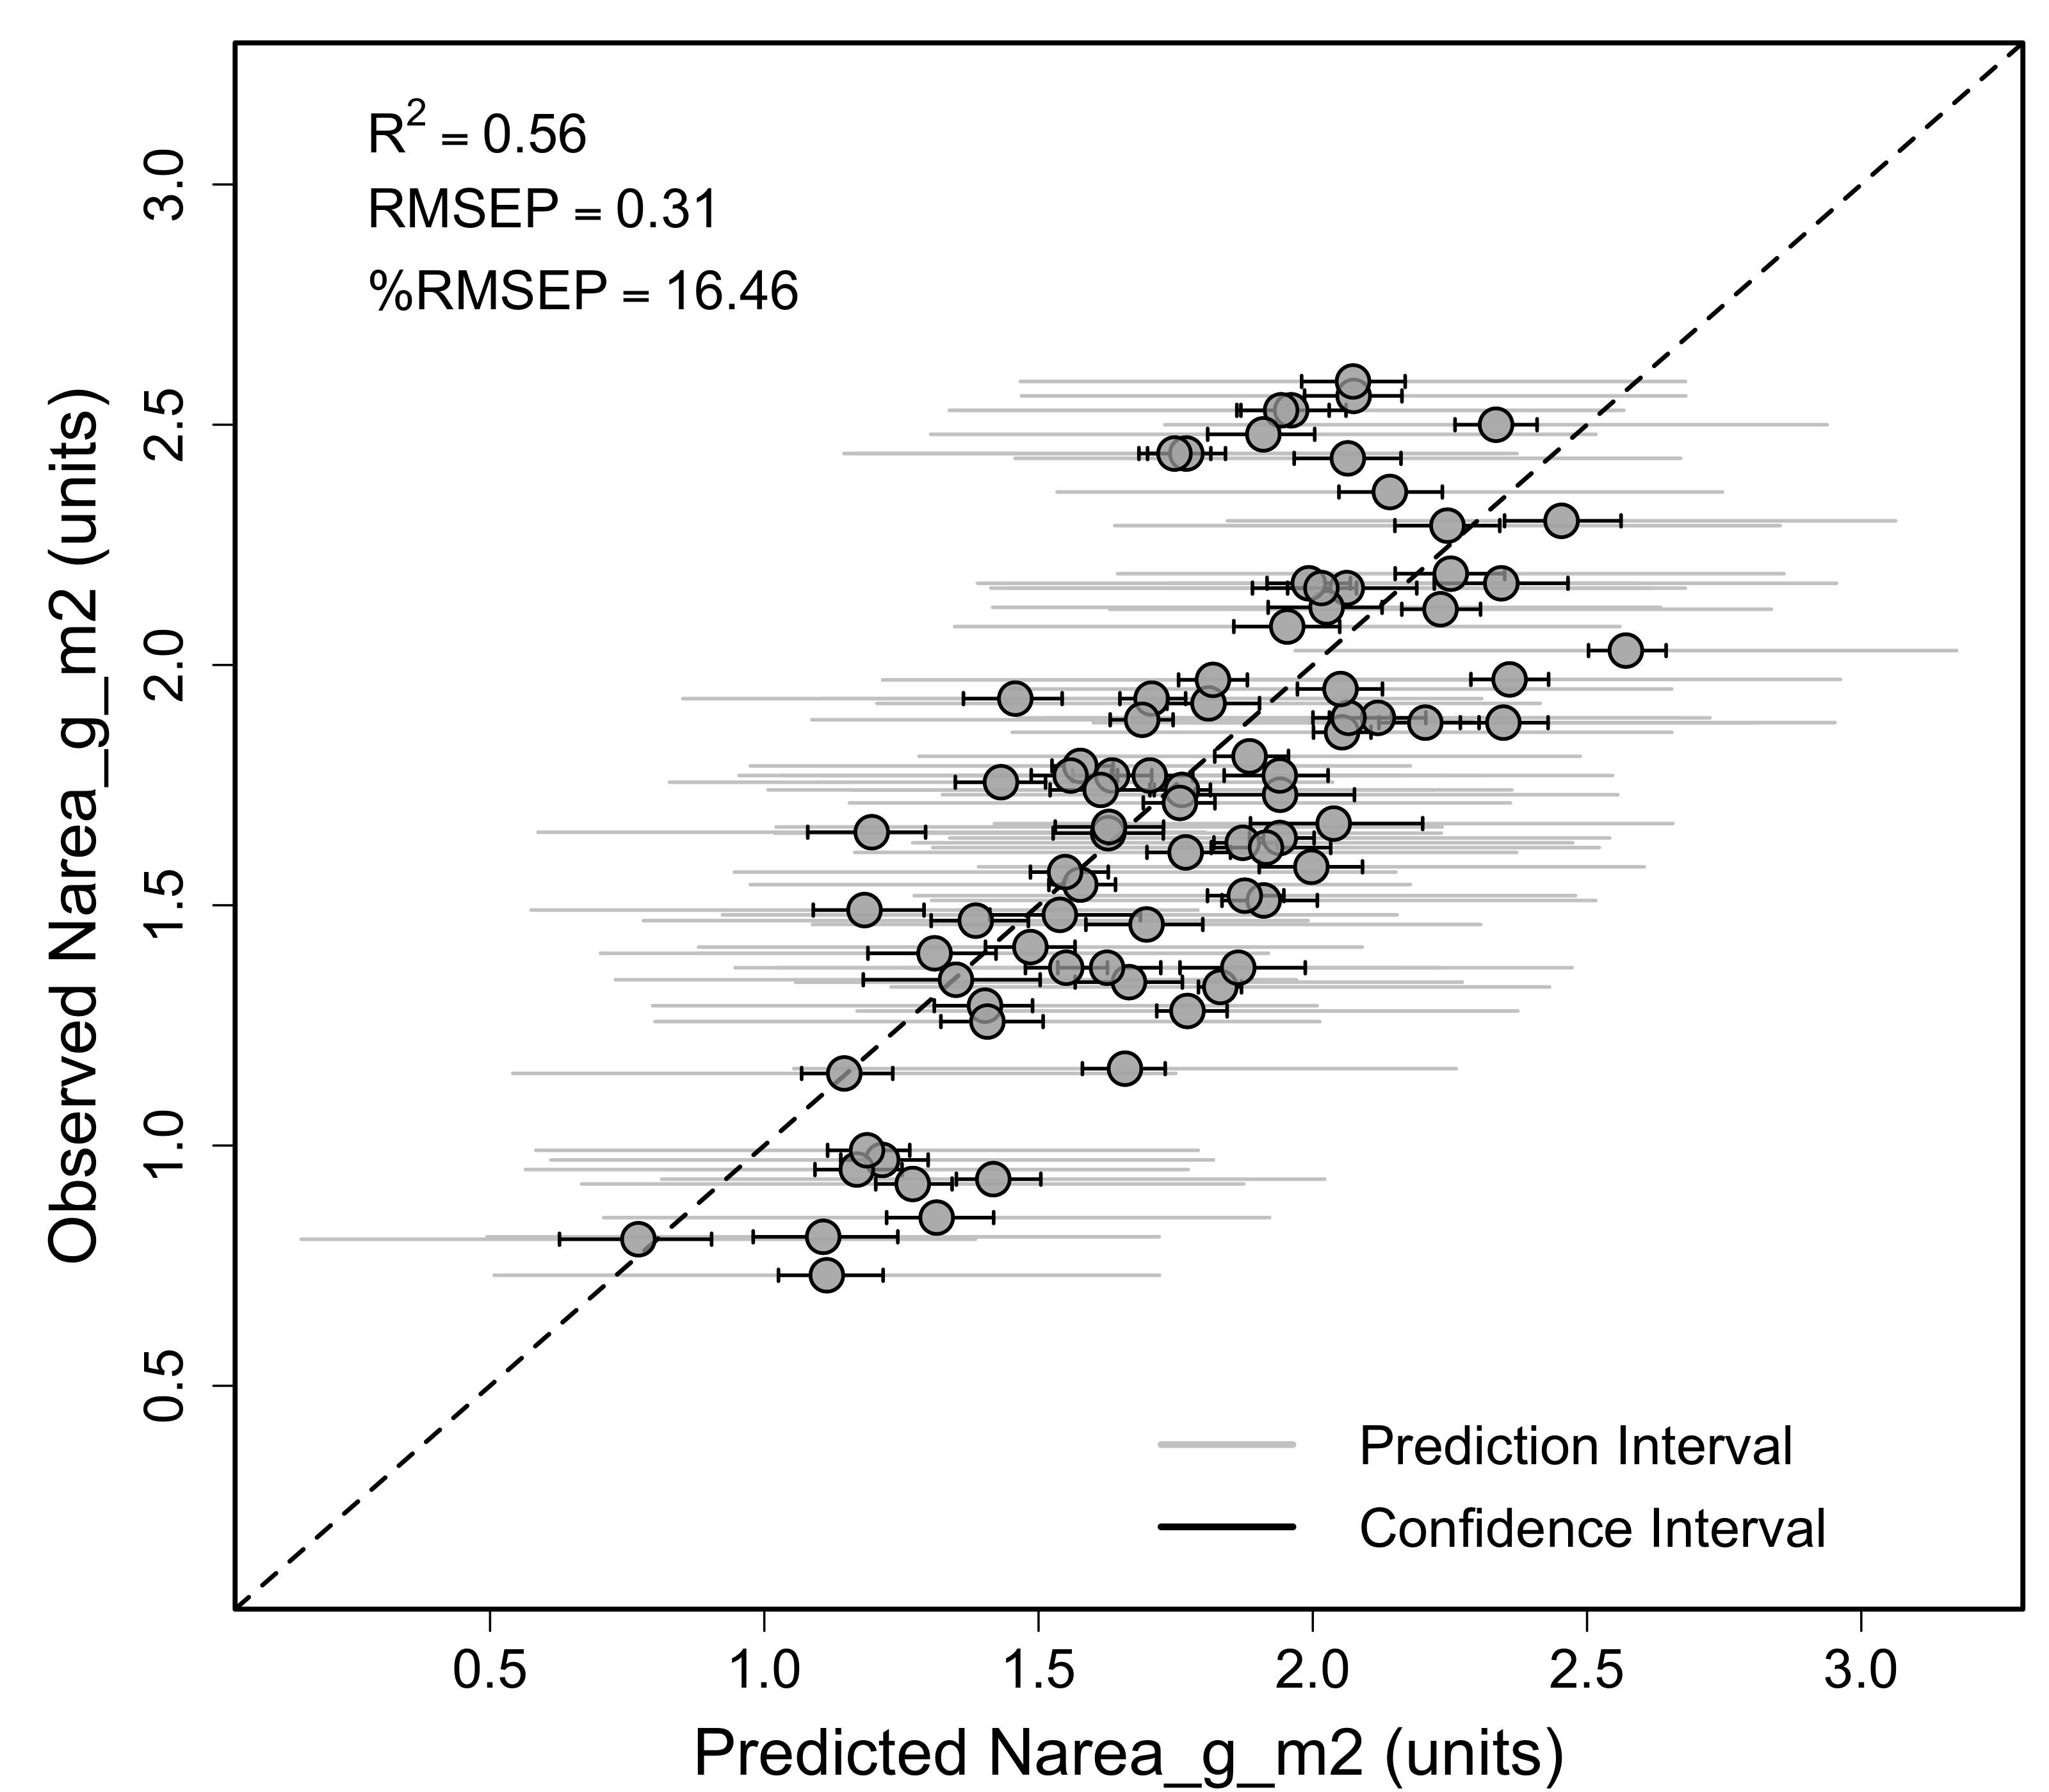 R2 = 0.56
RMSEP = 0.31
%RMSEP = 16.46
Observed Narea_g_m2 (units)
3.0
2.5
2.0
1.5
1.0
0.5
Prediction Interval
Confidence Interval
0.5 1.0 1.5 2.0 2.5 3.0
Predicted Narea_g_m2 (units)